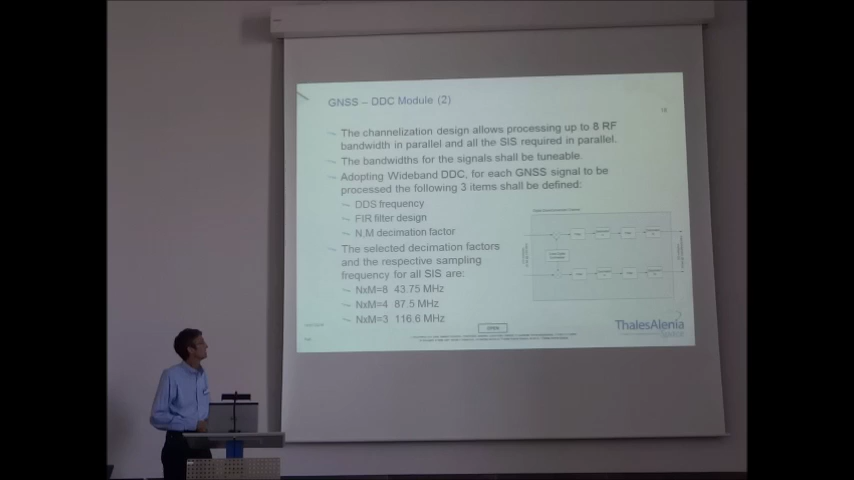 GNSS – DDC Module (2)
16
The channelization design allows processing up to 8 RF
bandwidth in parallel and all the SIS required in parallel.
The bandwidths for the signals shall be tuneable.
Adopting Wideband DDC, for each GNSS signal to be
processed the following 3 items shall be defined:
DDS frequency
FIR filter design
N,M decimation factor
The selected decimation factors
and the respective sampling
frequency for all SIS are:
NxM=8 43.75 MHz
NxM=4 87.5 MHz
NxM=3 116.6 MHz
OPEN
ThalesAlenia
Space